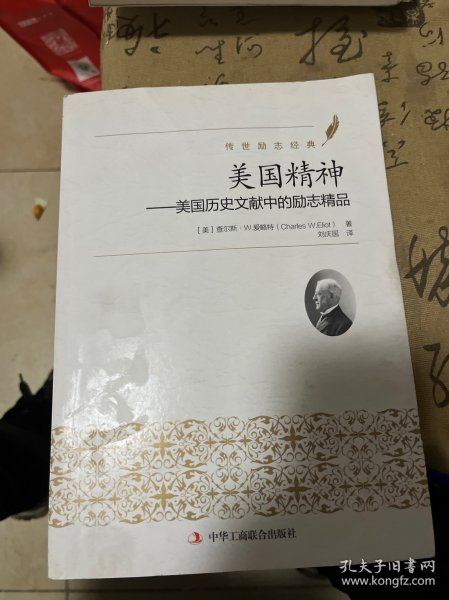 传世励志经典
美国精神
——美国历史文献中的励志精品
[美]查尔斯·W.爱略特(Charles W.Eliot) 著
刘庆国 译
中华工商联合出版社
孔夫子旧书网
www.kongfz.com